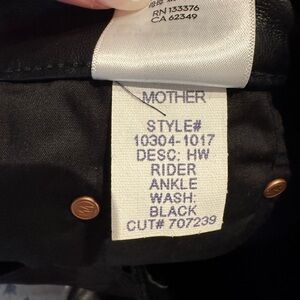 RN 133376
CA 62349
MOTHER
STYLE#
10304-1017
DESC: HW
RIDER
ANKLE
WASH:
BLACK
CUT# 707239